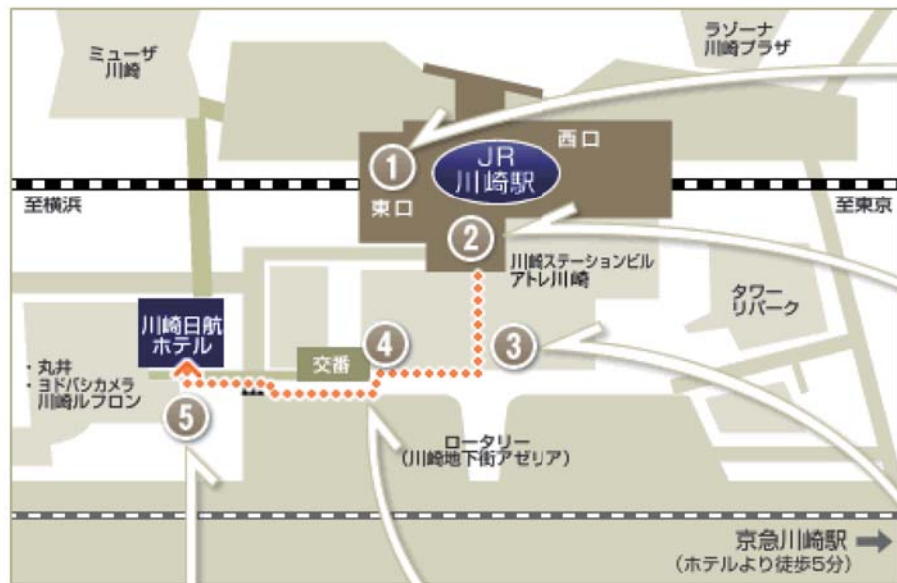 ミューザ
川崎
ラゾーナ
川崎プラザ
西口
JR
川崎駅
①
東口
至横浜
至東京
②
川崎ステーションビル
アトレ川崎
タワー
リバーク
川崎日航
ホテル
交番
④
③
・丸井
・ヨドバシカメラ
川崎ルフロン
⑤
ロータリー
(川崎地下街アゼリア)
京急川崎駅
(ホテルより徒歩5分)